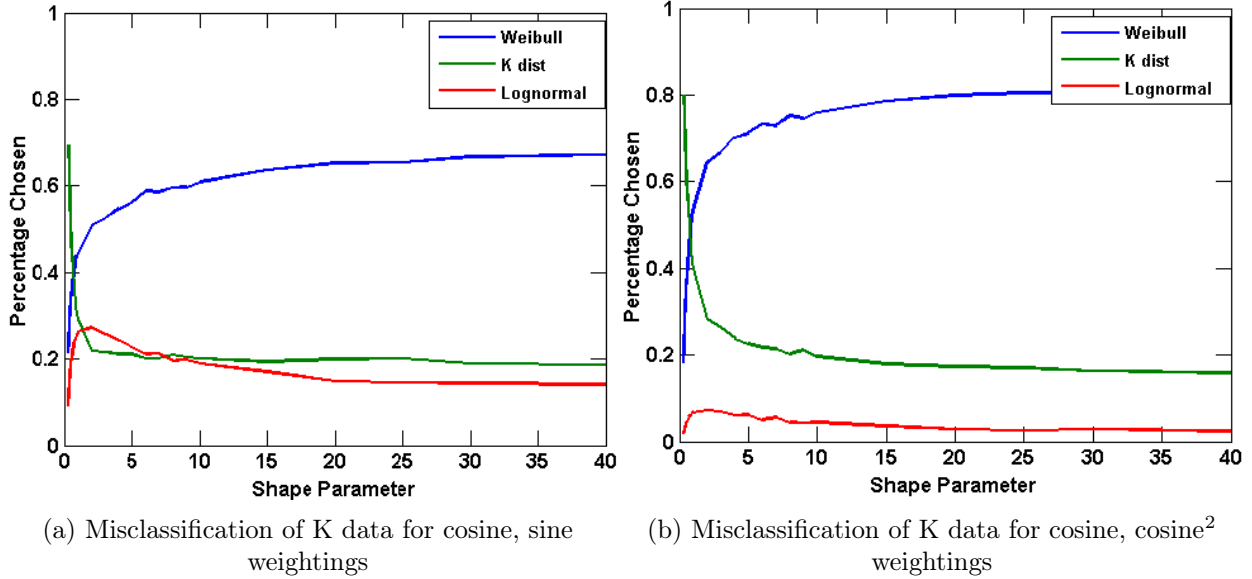 1
0.8
0.6
0.4
0.2
0
Percentage Chosen
0 5 10 15 20 25 30 35 40
Shape Parameter
Weibull
K dist
Lognormal
(a) Misclassification of K data for cosine, sine
weightings
1
0.8
0.6
0.4
0.2
0
Percentage Chosen
0 5 10 15 20 25 30 35 40
Shape Parameter
Weibull
K dist
Lognormal
(b) Misclassification of K data for cosine, cosine²
weightings